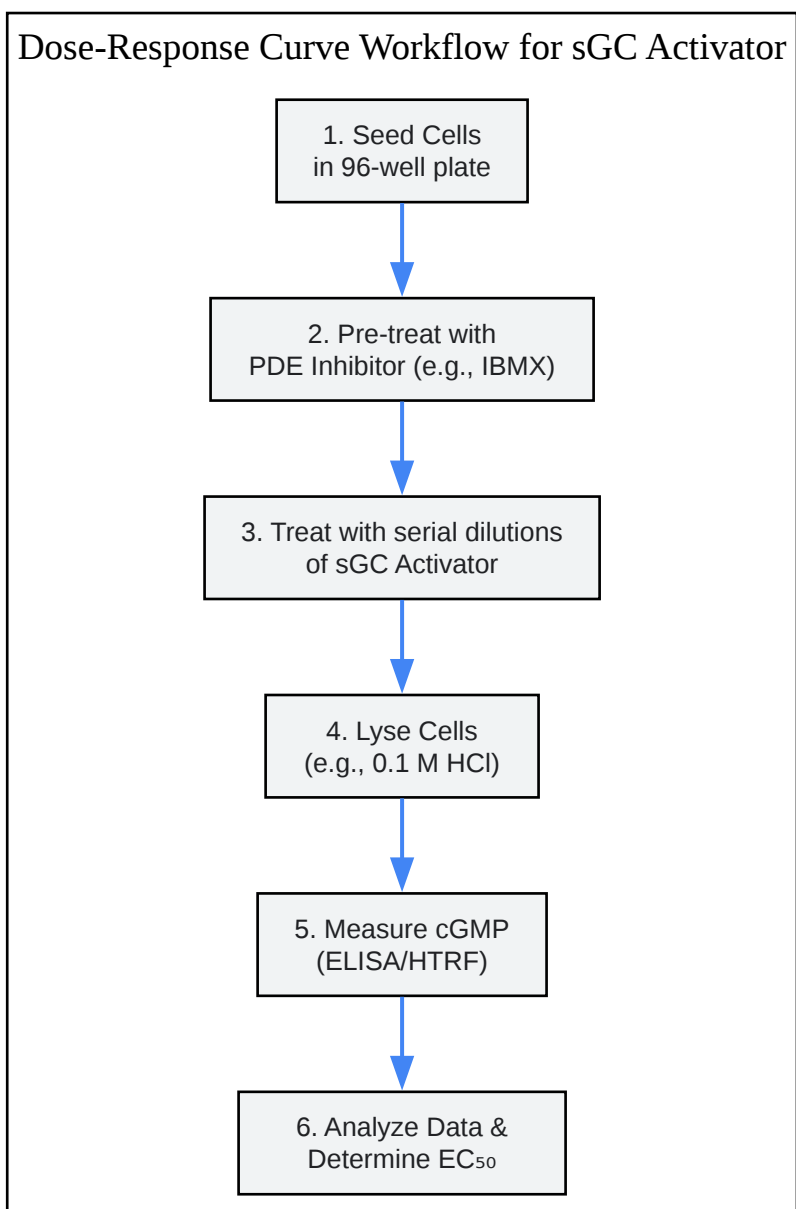 Dose-Response Curve Workflow for sGC Activator
1. Seed Cells
in 96-well plate
2. Pre-treat with
PDE Inhibitor (e.g., IBMX)
3. Treat with serial dilutions
of sGC Activator
4. Lyse Cells
(e.g., 0.1 M HCl)
5. Measure cGMP
(ELISA/HTRF)
6. Analyze Data &
Determine EC₅₀